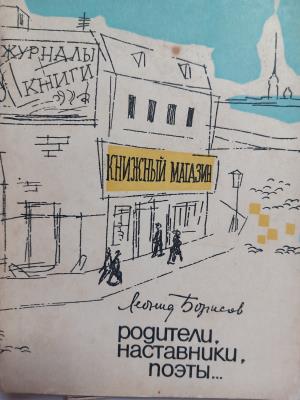 ЖУРНАЛЫ
КНИГИ
КНИЖНЫЙ МАГАЗИН
Леонид Борисов
родители,
наставники,
поэты...